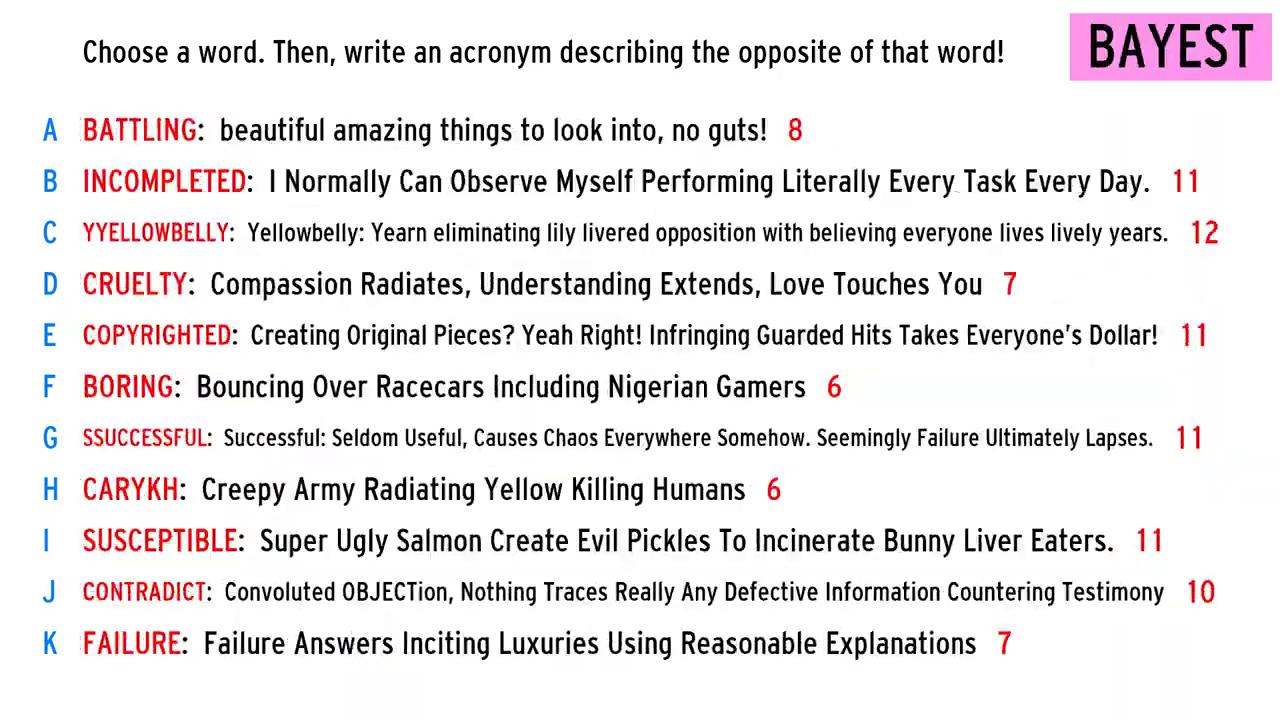 Choose a word. Then, write an acronym describing the opposite of that word!
BAYEST
A BATTLING: beautiful amazing things to look into, no guts! 8
B INCOMPLETED: I Normally Can Observe Myself Performing Literally Every Task Every Day. 11
C YYELLOWBELLY: Yellowbelly: Yearn eliminating lily livered opposition with believing everyone lives lively years. 12
D CRUELTY: Compassion Radiates, Understanding Extends, Love Touches You 7
E COPYRIGHTED: Creating Original Pieces? Yeah Right! Infringing Guarded Hits Takes Everyone's Dollar! 11
F BORING: Bouncing Over Racecars Including Nigerian Gamers 6
G SSUCCESSFUL: Successful: Seldom Useful, Causes Chaos Everywhere Somehow. Seemingly Failure Ultimately Lapses. 11
H CARYKH: Creepy Army Radiating Yellow Killing Humans 6
I SUSCEPTIBLE: Super Ugly Salmon Create Evil Pickles To Incinerate Bunny Liver Eaters. 11
J CONTRADICT: Convoluted OBJECTion, Nothing Traces Really Any Defective Information Countering Testimony 10
K FAILURE: Failure Answers Inciting Luxuries Using Reasonable Explanations 7